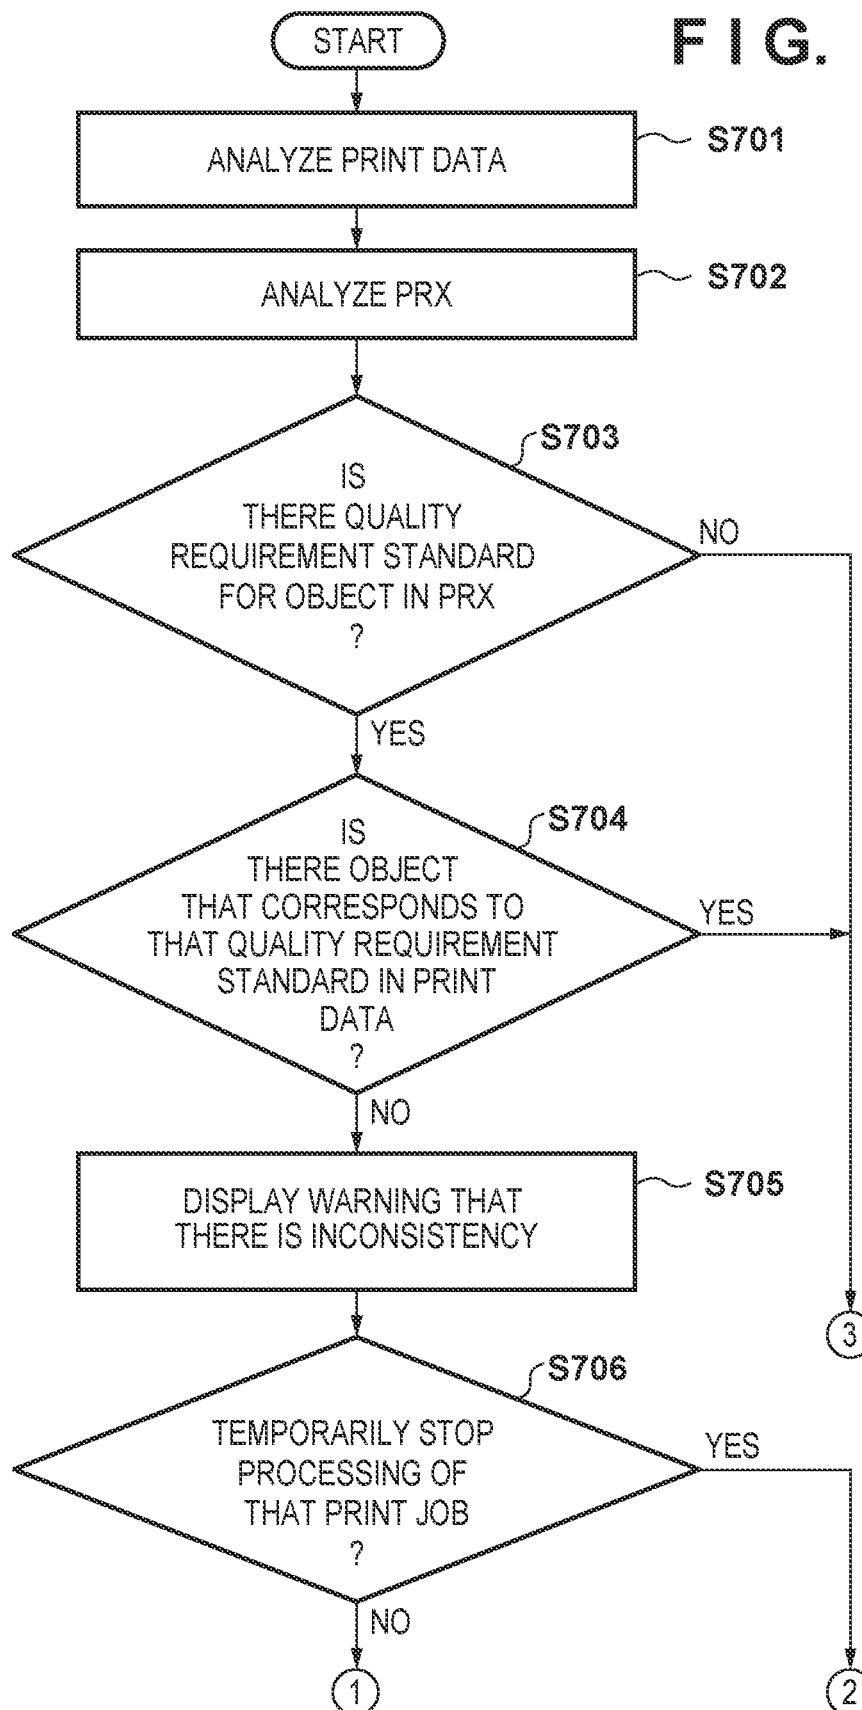 START
FIG.
ANALYZE PRINT DATA
S701
ANALYZE PRX
S702
S703
IS
THERE QUALITY
REQUIREMENT STANDARD
FOR OBJECT IN PRX
?
NO
YES
S704
IS
THERE OBJECT
THAT CORRESPONDS TO
THAT QUALITY REQUIREMENT
STANDARD IN PRINT
DATA
?
YES
NO
DISPLAY WARNING THAT
THERE IS INCONSISTENCY
S705
3
S706
TEMPORARILY STOP
PROCESSING OF
THAT PRINT JOB
?
YES
NO
1
2